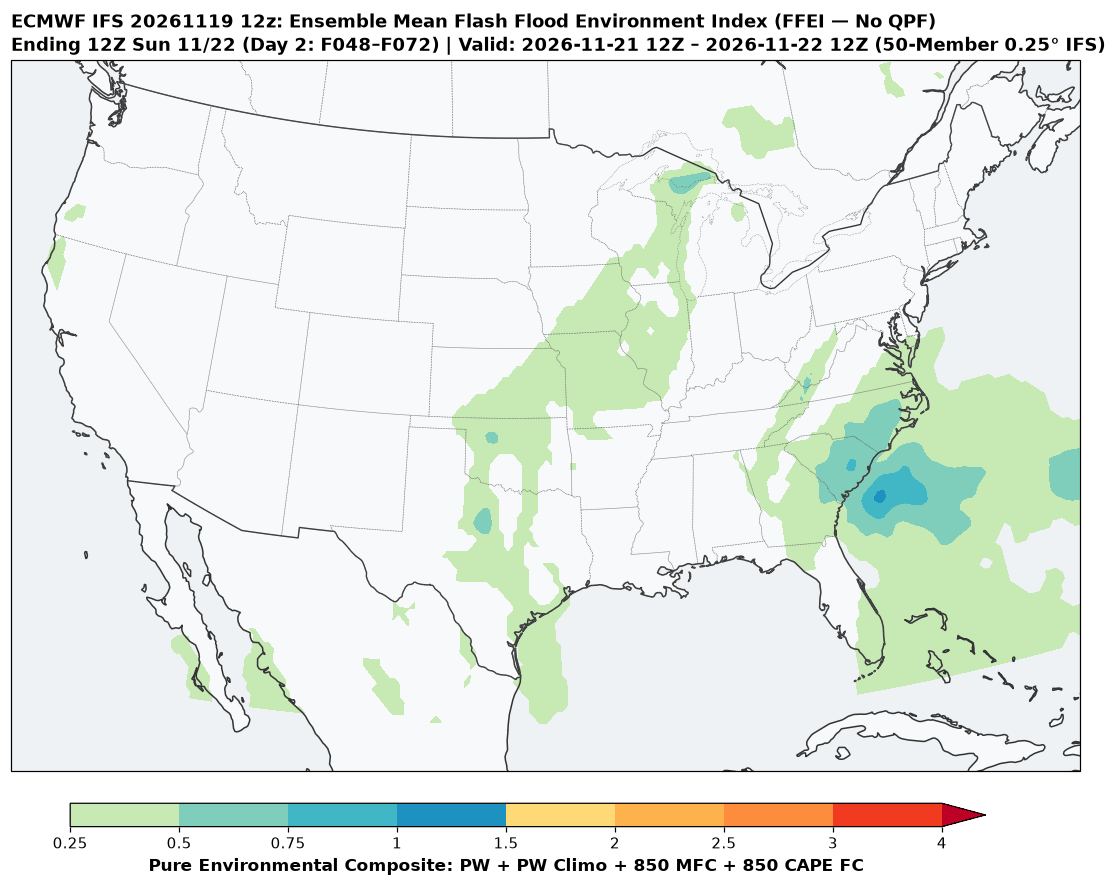 ECMWF IFS 20261119 12z: Ensemble Mean Flash Flood Environment Index (FFEI — No QPF)
Ending 12Z Sun 11/22 (Day 2: F048–F072) | Valid: 2026-11-21 12Z – 2026-11-22 12Z (50-Member 0.25° IFS)
0.25 0.5 0.75 1 1.5 2 2.5 3 4
Pure Environmental Composite: PW + PW Climo + 850 MFC + 850 CAPE FC